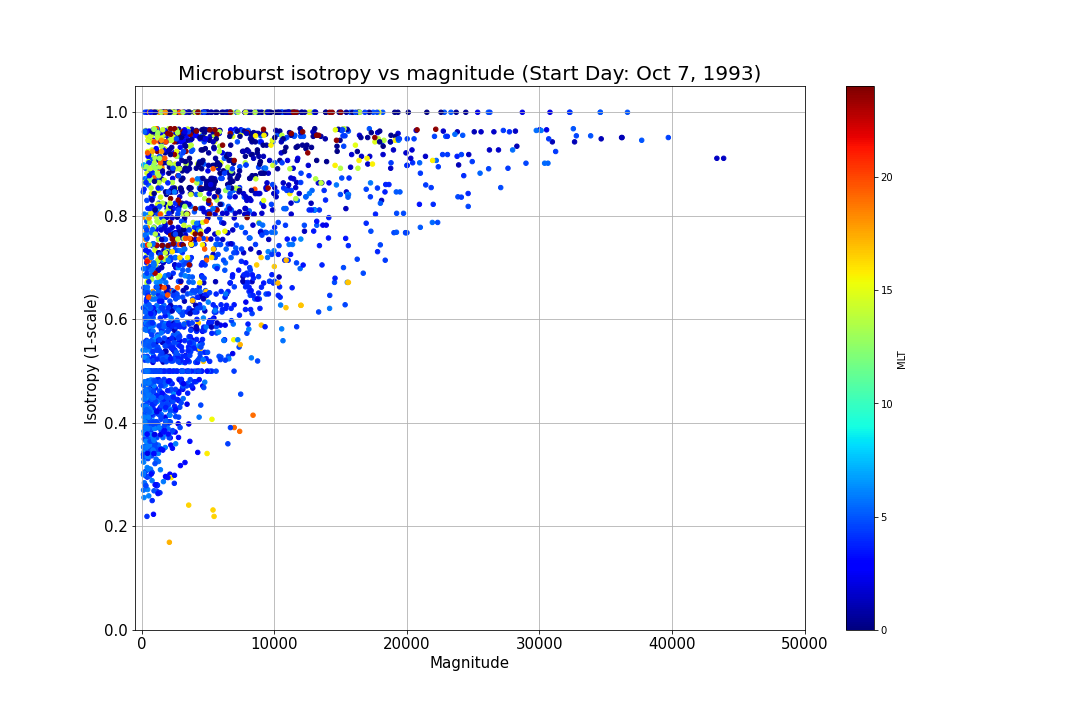 Microburst isotropy vs magnitude (Start Day: Oct 7, 1993)
Isotropy (1-scale)
1.0
0.8
0.6
0.4
0.2
0.0
0 10000 20000 30000 40000 50000
Magnitude
20
15
10
5
0
MLT